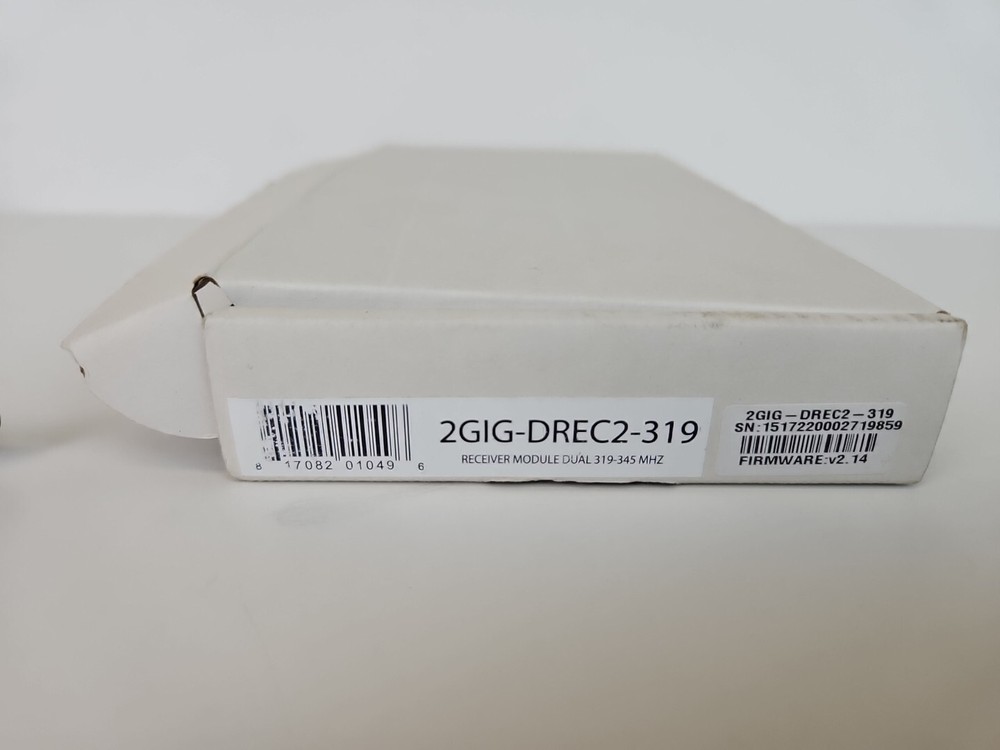 2GIG-DREC2-319
RECEIVER MODULE DUAL 319-345 MHZ
8 17082 01049 6
2GIG-DREC2-319
SN:1517220002719859
FIRMWARE:v2.14